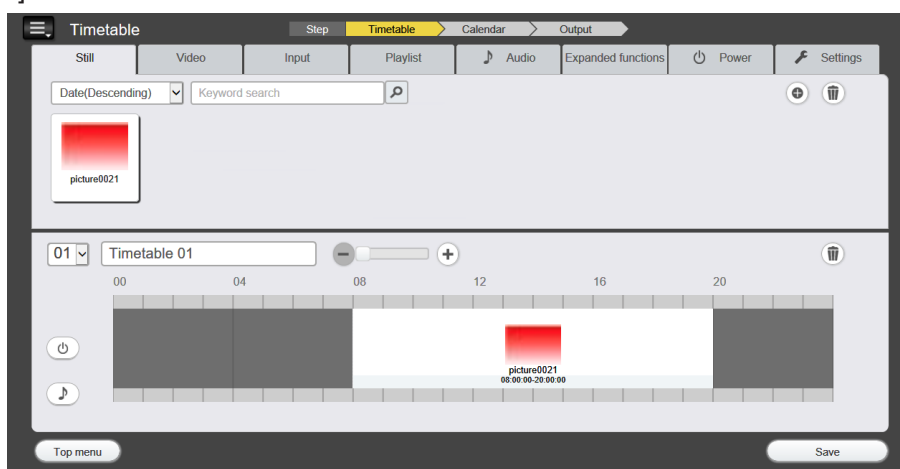 Timetable
Step Timetable Calendar Output
Still Video Input Playlist Audio Expanded functions Power Settings
Date(Descending) Keyword search
picture0021
01 Timetable 01
00 04 08 12 16 20
picture0021
08:00:00-20:00:00
Top menu Save